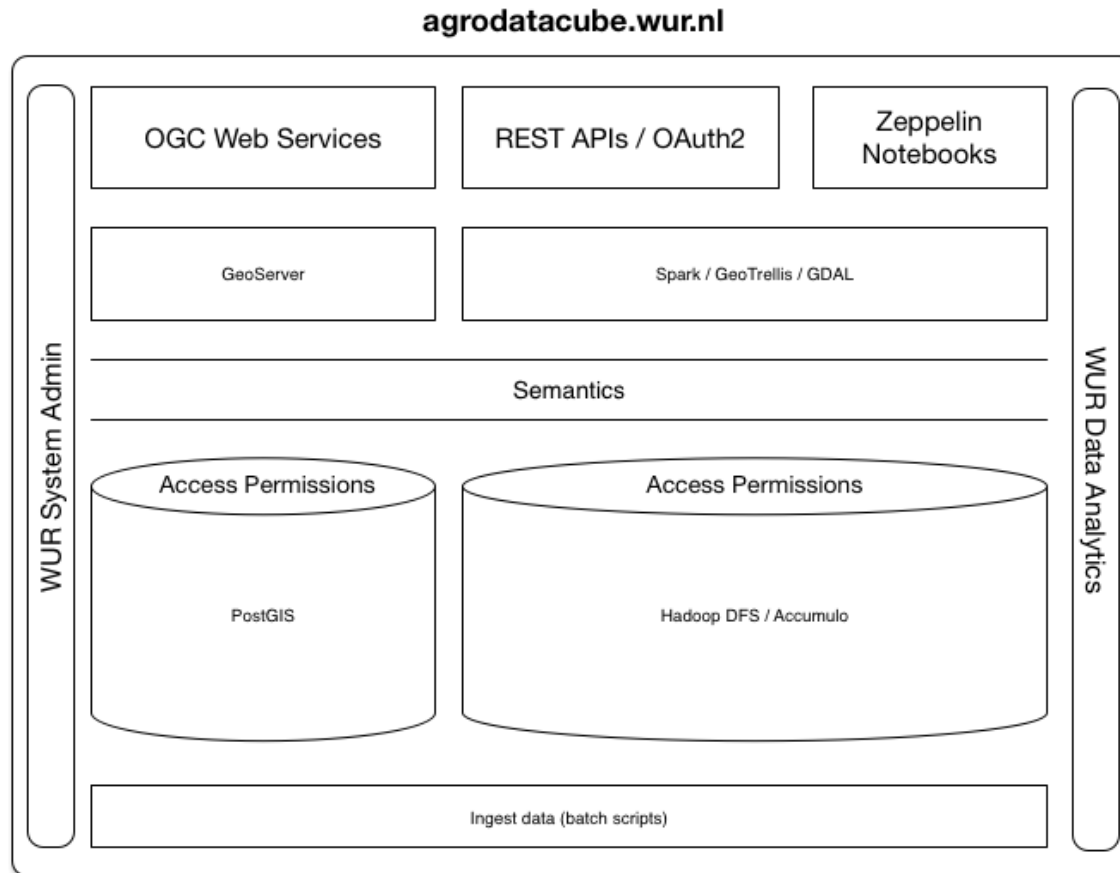 agrodatacube.wur.nl
WUR System Admin
OGC Web Services
REST APIs / OAuth2
Zeppelin
Notebooks
GeoServer
Spark / GeoTrellis / GDAL
Semantics
Access Permissions
Access Permissions
PostGIS
Hadoop DFS / Accumulo
Ingest data (batch scripts)
WUR Data Analytics